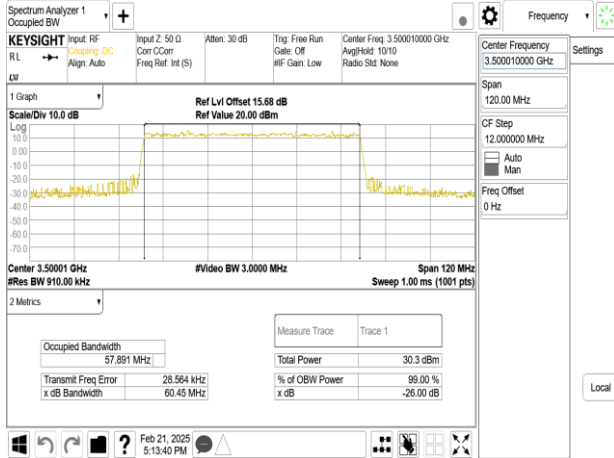 Spectrum Analyzer 1
Occupied BW
Frequency
KEYSIGHT
RL
Input: RF
Coupling: DC
Align: Auto
Input Z: 50 Ω
Corr CCorr
Freq Ref: Int (S)
Atten: 30 dB
Trig: Free Run
Gate: Off
#IF Gain: Low
Center Freq: 3.500010000 GHz
Avg|Hold: 10/10
Radio Std: None
Center Frequency
3.500010000 GHz
Settings
Span
120.00 MHz
CF Step
12.000000 MHz
Auto
Man
Freq Offset
0 Hz
Local
1 Graph
Scale/Div 10.0 dB
Ref Lvl Offset 15.68 dB
Ref Value 20.00 dBm
Log
10.0
0.00
-10.0
-20.0
-30.0
-40.0
-50.0
-60.0
-70.0
Center 3.50001 GHz
#Video BW 3.0000 MHz
Span 120 MHz
#Res BW 910.00 kHz
Sweep 1.00 ms (1001 pts)
2 Metrics
Measure Trace
Trace 1
Occupied Bandwidth
57.891 MHz
Total Power
30.3 dBm
Transmit Freq Error
28.564 kHz
% of OBW Power
99.00 %
x dB Bandwidth
60.45 MHz
x dB
-26.00 dB
?
Feb 21, 2025
5:13:40 PM